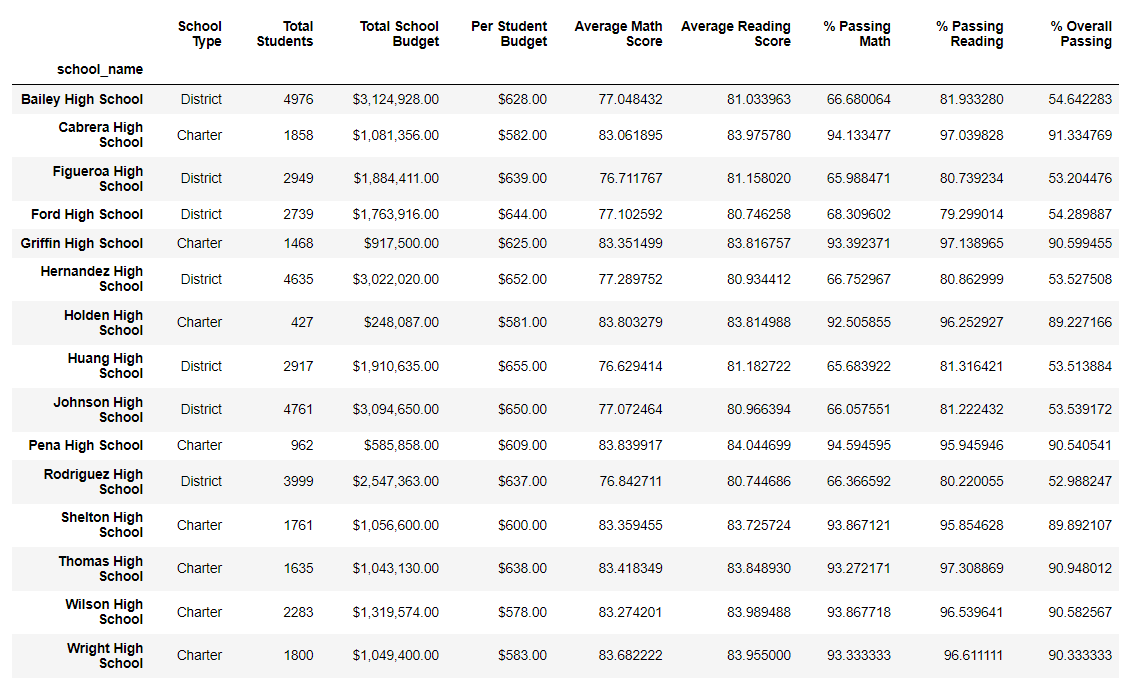 School Type Total Students Total School Budget Per Student Budget Average Math Score Average Reading Score % Passing Math % Passing Reading % Overall Passing
school_name
Bailey High School District 4976 $3,124,928.00 $628.00 77.048432 81.033963 66.680064 81.933280 54.642283
Cabrera High School Charter 1858 $1,081,356.00 $582.00 83.061895 83.975780 94.133477 97.039828 91.334769
Figueroa High School District 2949 $1,884,411.00 $639.00 76.711767 81.158020 65.988471 80.739234 53.204476
Ford High School District 2739 $1,763,916.00 $644.00 77.102592 80.746258 68.309602 79.299014 54.289887
Griffin High School Charter 1468 $917,500.00 $625.00 83.351499 83.816757 93.392371 97.138965 90.599455
Hernandez High School District 4635 $3,022,020.00 $652.00 77.289752 80.934412 66.752967 80.862999 53.527508
Holden High School Charter 427 $248,087.00 $581.00 83.803279 83.814988 92.505855 96.252927 89.227166
Huang High School District 2917 $1,910,635.00 $655.00 76.629414 81.182722 65.683922 81.316421 53.513884
Johnson High School District 4761 $3,094,650.00 $650.00 77.072464 80.966394 66.057551 81.222432 53.539172
Pena High School Charter 962 $585,858.00 $609.00 83.839917 84.044699 94.594595 95.945946 90.540541
Rodriguez High School District 3999 $2,547,363.00 $637.00 76.842711 80.744686 66.366592 80.220055 52.988247
Shelton High School Charter 1761 $1,056,600.00 $600.00 83.359455 83.725724 93.867121 95.854628 89.892107
Thomas High School Charter 1635 $1,043,130.00 $638.00 83.418349 83.848930 93.272171 97.308869 90.948012
Wilson High School Charter 2283 $1,319,574.00 $578.00 83.274201 83.989488 93.867718 96.539641 90.582567
Wright High School Charter 1800 $1,049,400.00 $583.00 83.682222 83.955000 93.333333 96.611111 90.333333